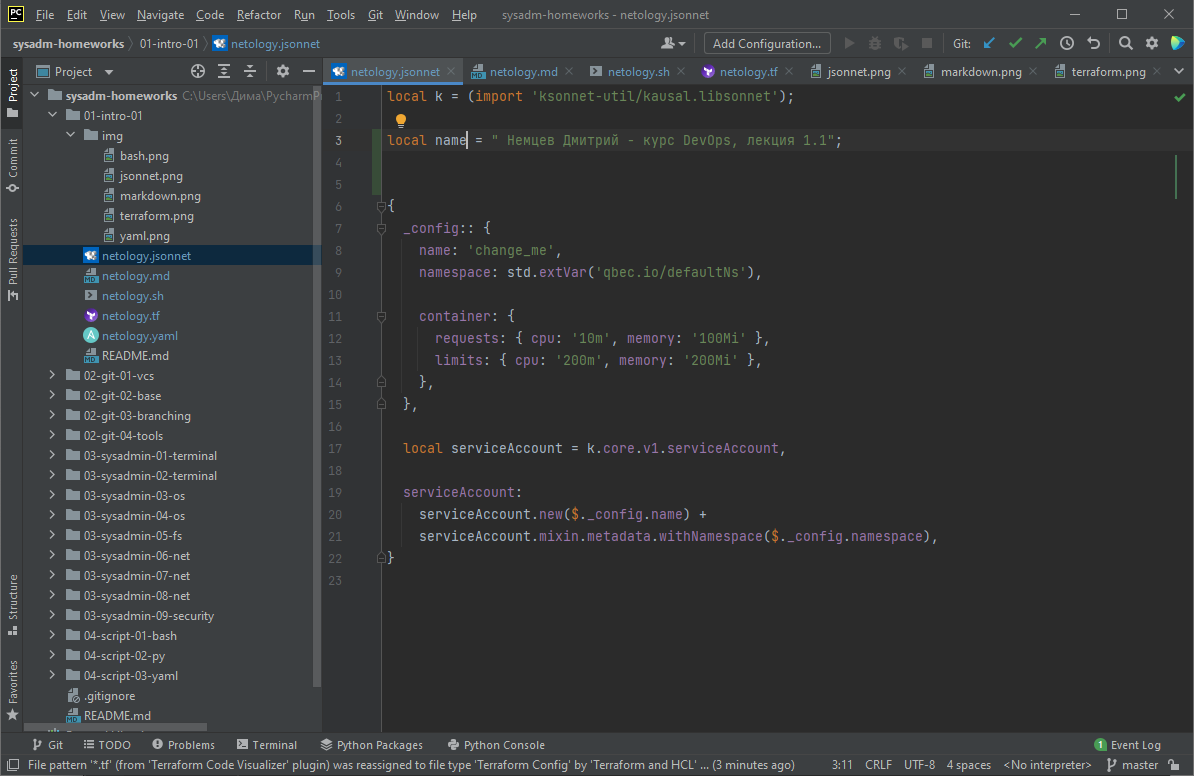 PC File Edit View Navigate Code Refactor Run Tools Git Window Help sysadm-homeworks - netology.jsonnet
sysadm-homeworks 01-intro-01 netology.jsonnet Add Configuration... Git:
Project
netology.jsonnet netology.md netology.sh netology.tf jsonnet.png markdown.png terraform.png
Project
Commit
Pull Requests
Structure
Favorites
sysadm-homeworks C:\Users\Дима\PycharmP
01-intro-01
img
bash.png
jsonnet.png
markdown.png
terraform.png
yaml.png
netology.jsonnet
netology.md
netology.sh
netology.tf
netology.yaml
README.md
02-git-01-vcs
02-git-02-base
02-git-03-branching
02-git-04-tools
03-sysadmin-01-terminal
03-sysadmin-02-terminal
03-sysadmin-03-os
03-sysadmin-04-os
03-sysadmin-05-fs
03-sysadmin-06-net
03-sysadmin-07-net
03-sysadmin-08-net
03-sysadmin-09-security
04-script-01-bash
04-script-02-py
04-script-03-yaml
.gitignore
README.md
1 local k = (import 'ksonnet-util/kausal.libsonnet');
2
3 local name = " Немцев Дмитрий - курс DevOps, лекция 1.1";
4
5
6 {
7 _config:: {
8 name: 'change_me',
9 namespace: std.extVar('qbec.io/defaultNs'),
10
11 container: {
12 requests: { cpu: '10m', memory: '100Mi' },
13 limits: { cpu: '200m', memory: '200Mi' },
14 },
15 },
16
17 local serviceAccount = k.core.v1.serviceAccount,
18
19 serviceAccount:
20 serviceAccount.new($._config.name) +
21 serviceAccount.mixin.metadata.withNamespace($._config.namespace),
22 }
23
Git TODO Problems Terminal Python Packages Python Console 1 Event Log
File pattern '*.tf' (from 'Terraform Code Visualizer' plugin) was reassigned to file type 'Terraform Config' by 'Terraform and HCL' ... (3 minutes ago) 3:11 CRLF UTF-8 4 spaces <No interpreter> master